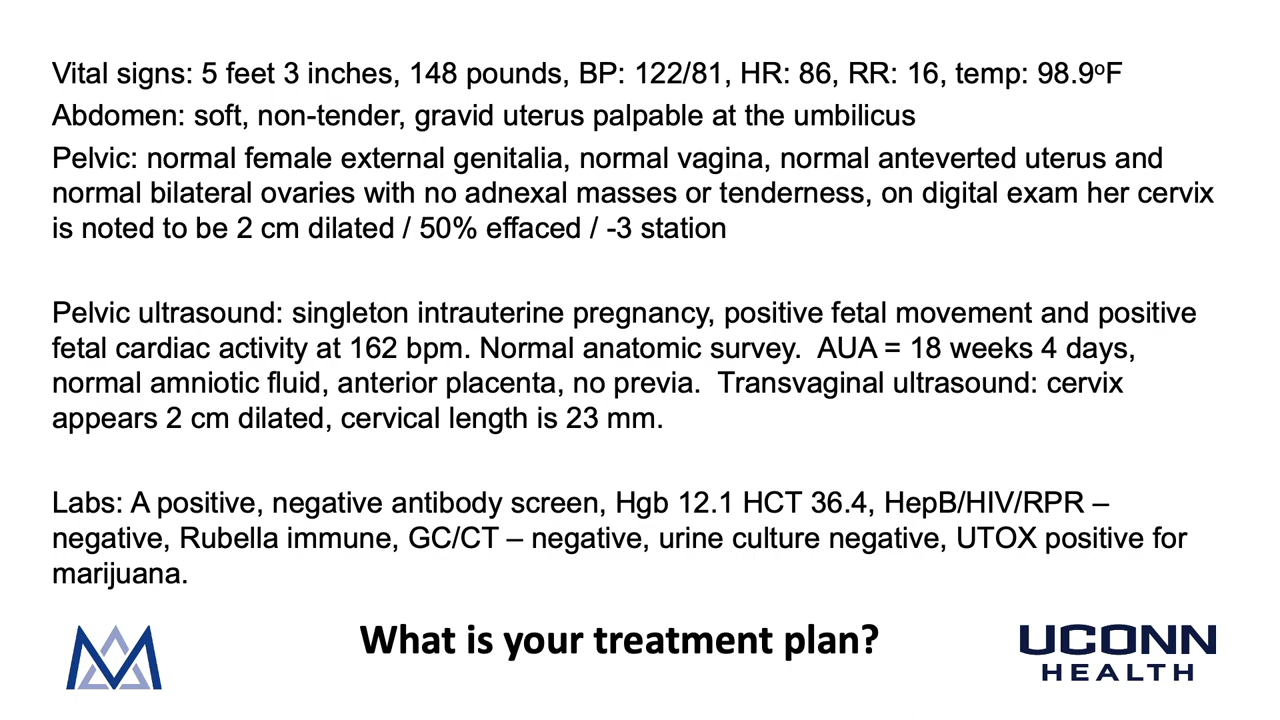 Vital signs: 5 feet 3 inches, 148 pounds, BP: 122/81, HR: 86, RR: 16, temp: 98.9ºF
Abdomen: soft, non-tender, gravid uterus palpable at the umbilicus
Pelvic: normal female external genitalia, normal vagina, normal anteverted uterus and
normal bilateral ovaries with no adnexal masses or tenderness, on digital exam her cervix
is noted to be 2 cm dilated / 50% effaced / -3 station
Pelvic ultrasound: singleton intrauterine pregnancy, positive fetal movement and positive
fetal cardiac activity at 162 bpm. Normal anatomic survey.  AUA = 18 weeks 4 days,
normal amniotic fluid, anterior placenta, no previa.  Transvaginal ultrasound: cervix
appears 2 cm dilated, cervical length is 23 mm.
Labs: A positive, negative antibody screen, Hgb 12.1 HCT 36.4, HepB/HIV/RPR –
negative, Rubella immune, GC/CT – negative, urine culture negative, UTOX positive for
marijuana.
What is your treatment plan?
UCONN
HEALTH